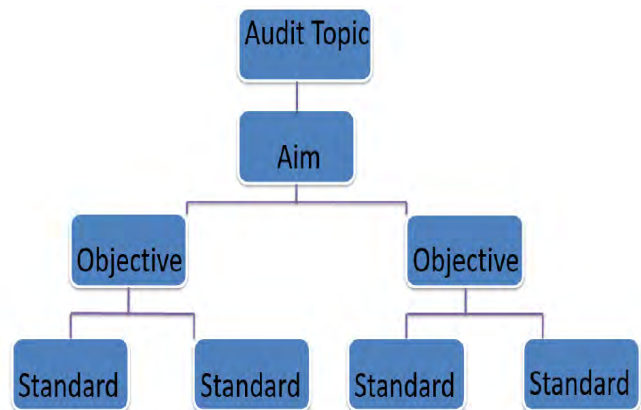 Audit Topic
Aim
Objective
Objective
Standard
Standard
Standard
Standard